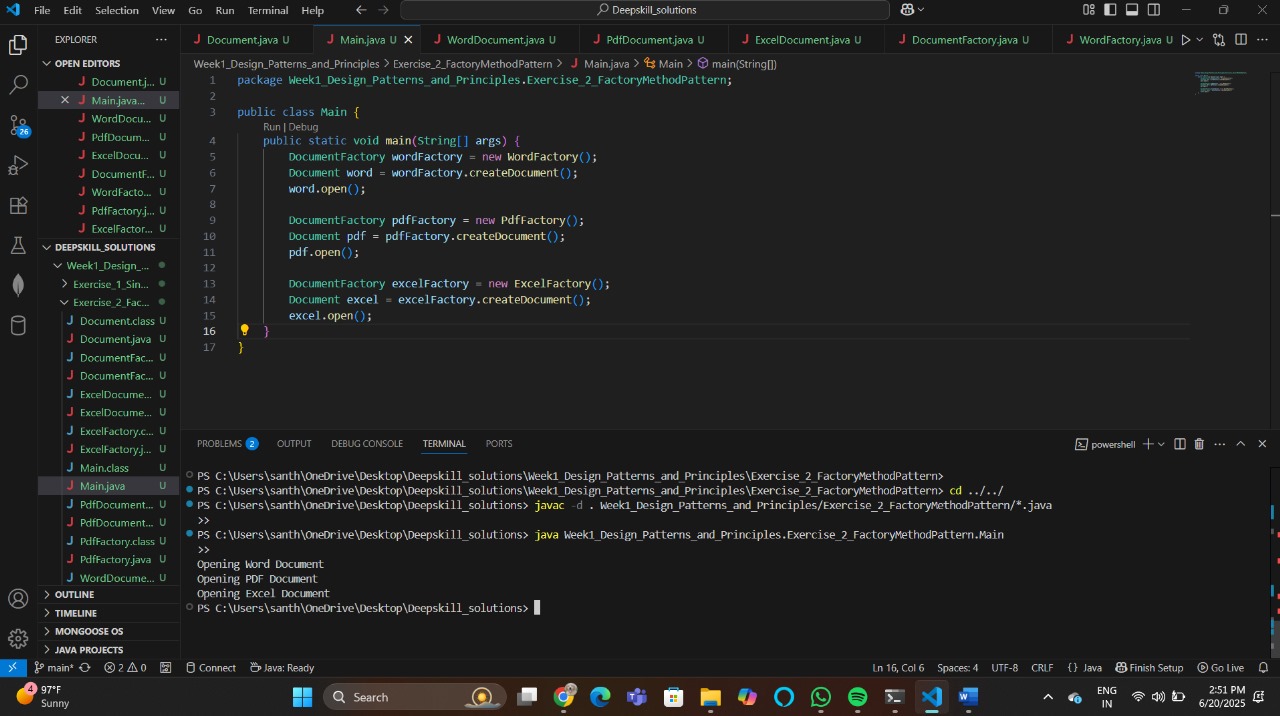 File Edit Selection View Go Run Terminal Help
Deepskill_solutions
EXPLORER
OPEN EDITORS
Document.j... U
Main.java... U
WordDocu... U
PdfDocum... U
ExcelDocu... U
DocumentF... U
WordFacto... U
PdfFactory.j... U
ExcelFactor... U
DEEPSKILL_SOLUTIONS
Week1_Design_...
Exercise_1_Sin...
Exercise_2_Fac...
Document.class U
Document.java U
DocumentFac... U
DocumentFac... U
ExcelDocume... U
ExcelDocume... U
ExcelFactory.c... U
ExcelFactory.j... U
Main.class U
Main.java U
PdfDocument... U
PdfDocument... U
PdfFactory.class U
PdfFactory.java U
WordDocume... U
OUTLINE
TIMELINE
MONGOOSE OS
JAVA PROJECTS
26
Document.java U Main.java U WordDocument.java U PdfDocument.java U ExcelDocument.java U DocumentFactory.java U WordFactory.java U
Week1_Design_Patterns_and_Principles > Exercise_2_FactoryMethodPattern > Main.java > Main > main(String[])
1 package Week1_Design_Patterns_and_Principles.Exercise_2_FactoryMethodPattern;
2
3 public class Main {
Run | Debug
4 public static void main(String[] args) {
5 DocumentFactory wordFactory = new WordFactory();
6 Document word = wordFactory.createDocument();
7 word.open();
8
9 DocumentFactory pdfFactory = new PdfFactory();
10 Document pdf = pdfFactory.createDocument();
11 pdf.open();
12
13 DocumentFactory excelFactory = new ExcelFactory();
14 Document excel = excelFactory.createDocument();
15 excel.open();
16 }
17 }
PROBLEMS 2 OUTPUT DEBUG CONSOLE TERMINAL PORTS
powershell
PS C:\Users\santh\OneDrive\Desktop\Deepskill_solutions\Week1_Design_Patterns_and_Principles\Exercise_2_FactoryMethodPattern>
PS C:\Users\santh\OneDrive\Desktop\Deepskill_solutions\Week1_Design_Patterns_and_Principles\Exercise_2_FactoryMethodPattern> cd ../../
PS C:\Users\santh\OneDrive\Desktop\Deepskill_solutions> javac -d . Week1_Design_Patterns_and_Principles/Exercise_2_FactoryMethodPattern/*.java
>>
PS C:\Users\santh\OneDrive\Desktop\Deepskill_solutions> java Week1_Design_Patterns_and_Principles.Exercise_2_FactoryMethodPattern.Main
>>
Opening Word Document
Opening PDF Document
Opening Excel Document
PS C:\Users\santh\OneDrive\Desktop\Deepskill_solutions>
main* 2 0 Connect Java: Ready Ln 16, Col 6 Spaces: 4 UTF-8 CRLF {} Java Finish Setup Go Live
4
97°F
Sunny
Search
ENG
IN
2:51 PM
6/20/2025